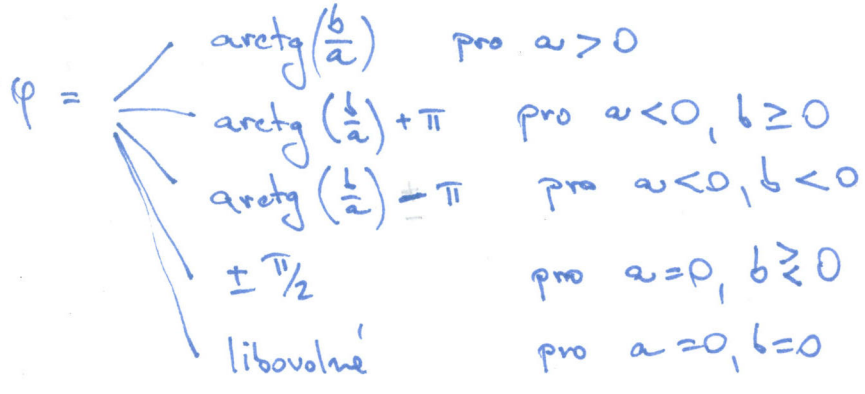 arctg(b/a) pro a > 0
φ = arctg(b/a) + π pro a < 0, b ≥ 0
arctg(b/a) - π pro a < 0, b < 0
± π/2 pro a = 0, b ≷ 0
libovolné pro a = 0, b = 0